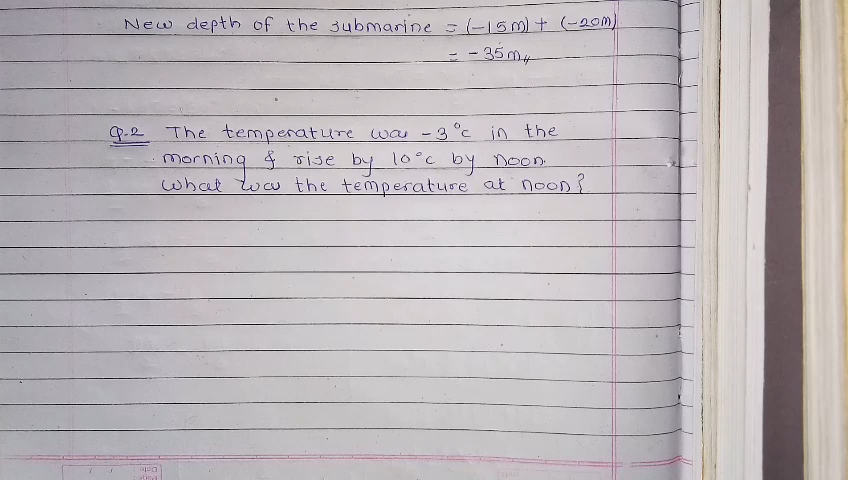 New depth of the submarine = (-15m) + (-20m)
= -35m
Q.2 The temperature was -3°c in the
morning & rise by 10°c by noon.
What was the temperature at noon?